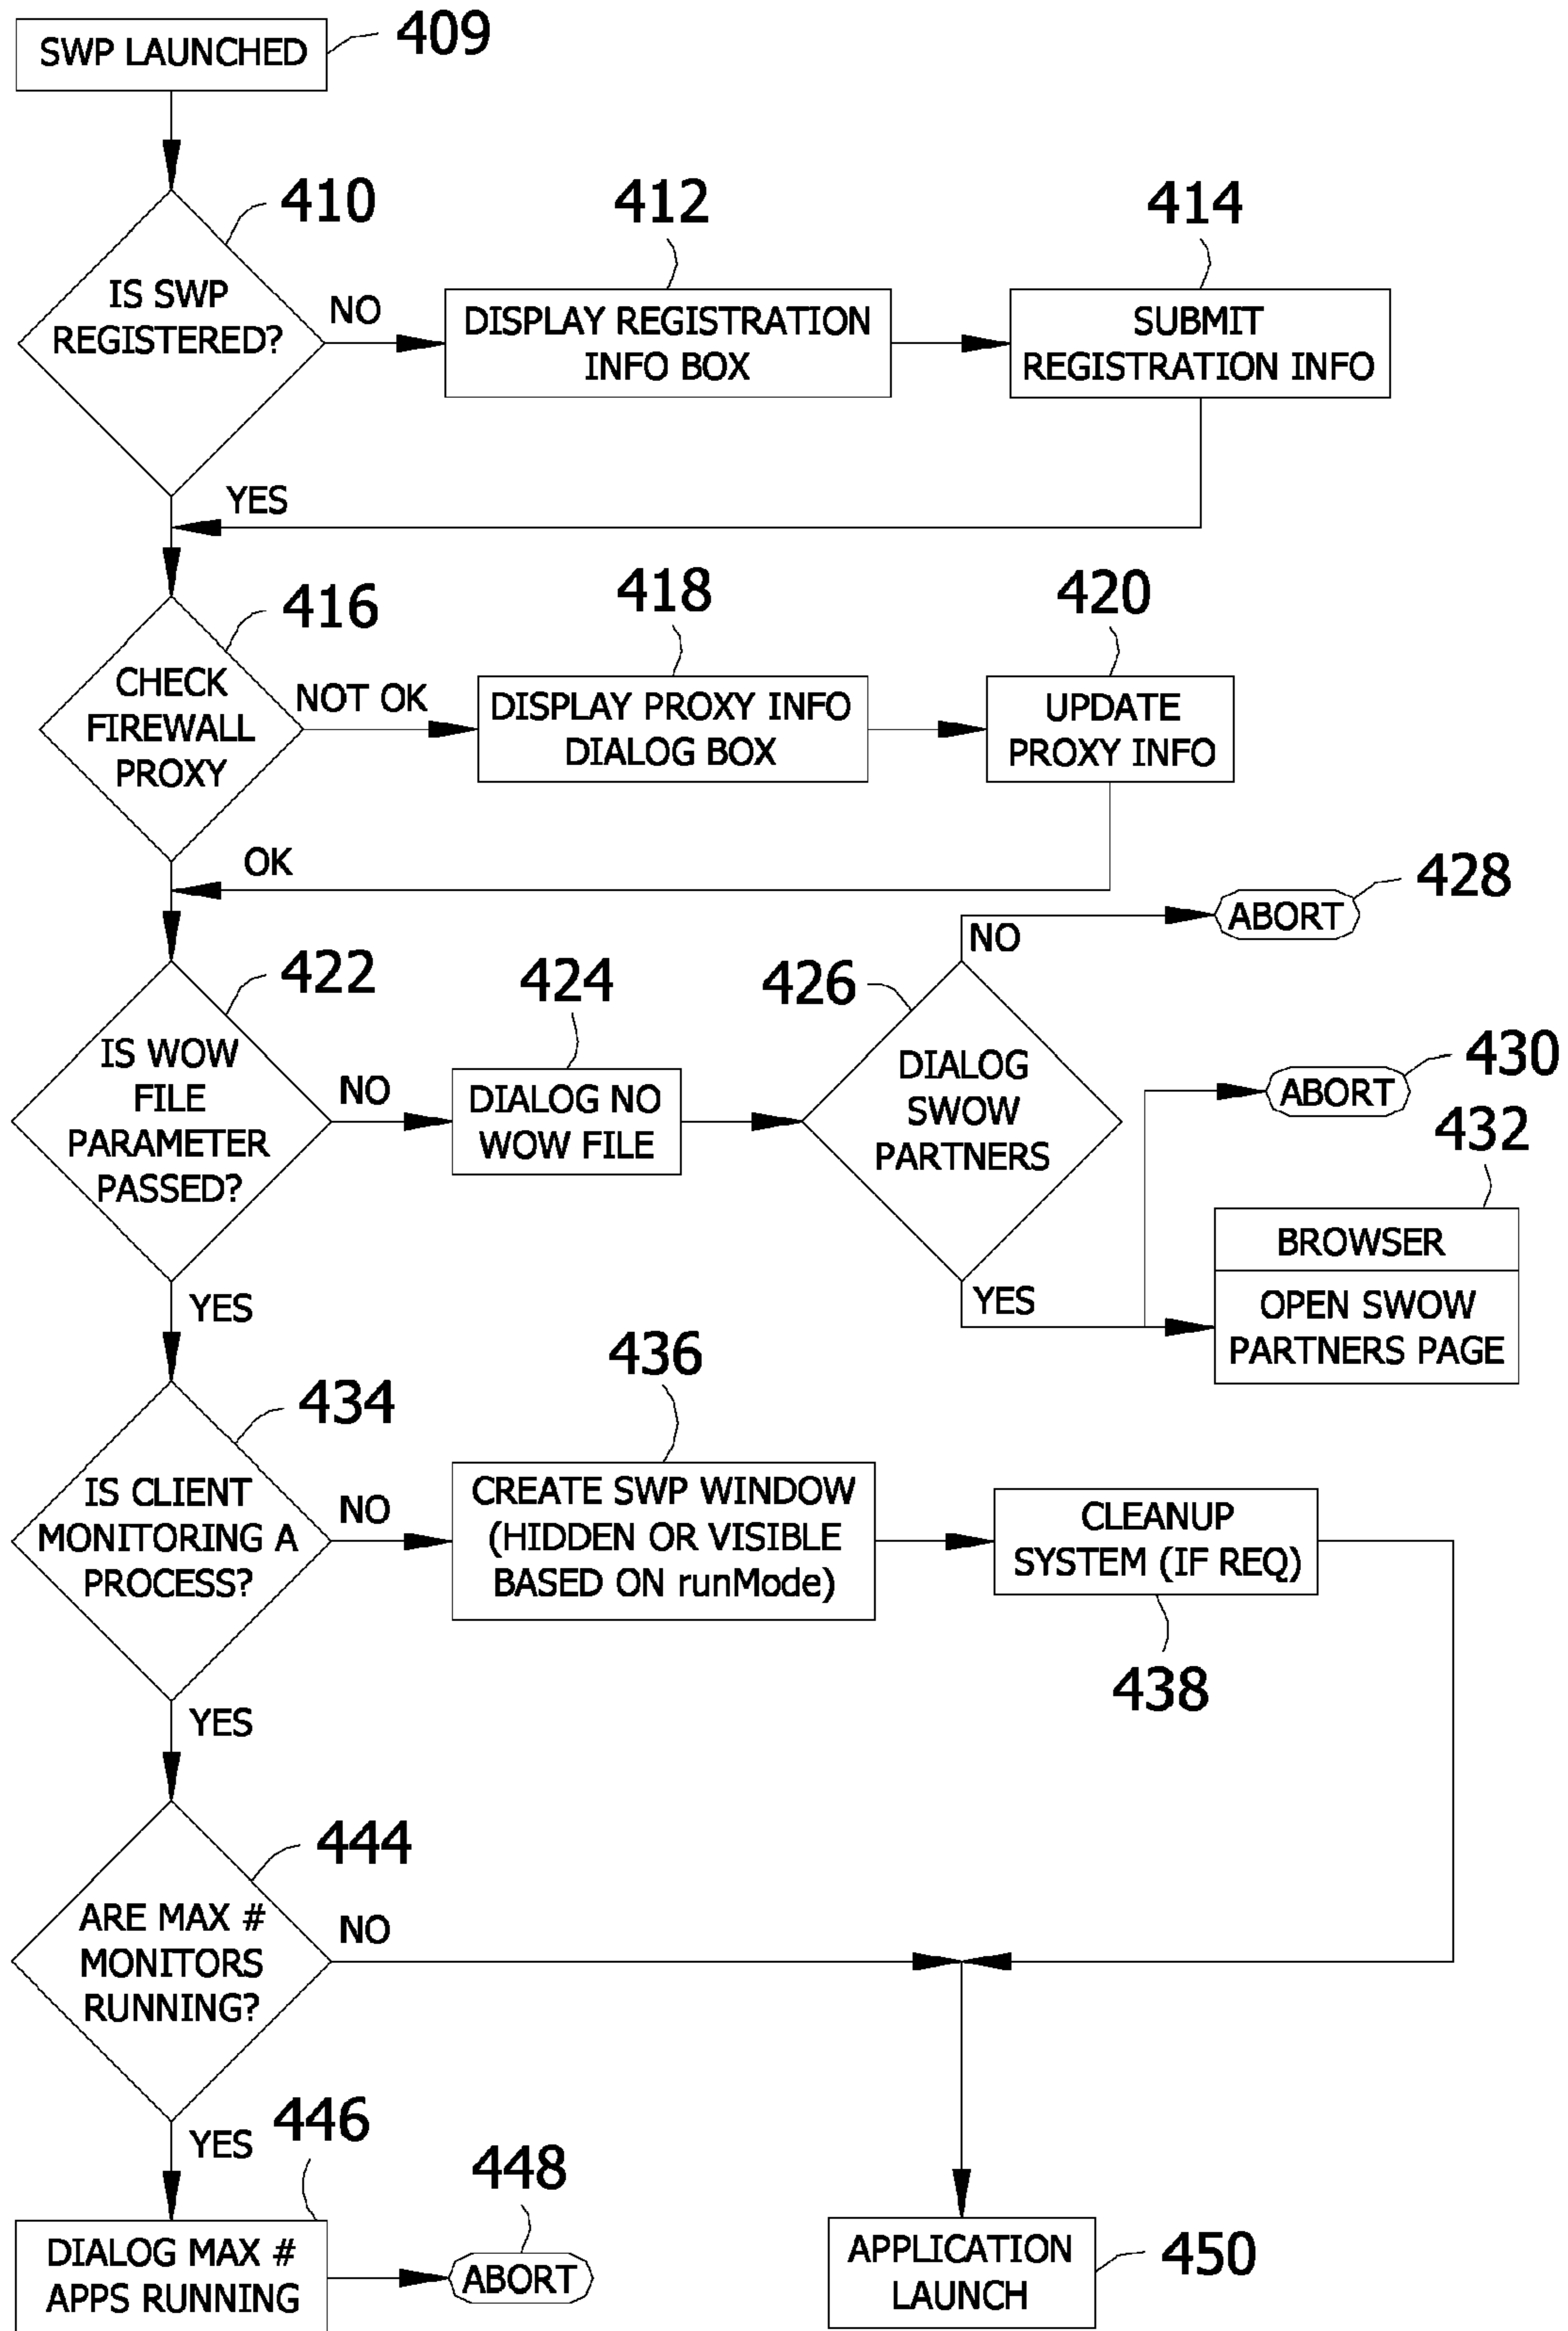 SWP LAUNCHED
409
410
IS SWP
REGISTERED?
NO
412
DISPLAY REGISTRATION
INFO BOX
414
SUBMIT
REGISTRATION INFO
YES
416
CHECK
FIREWALL
PROXY
NOT OK
418
DISPLAY PROXY INFO
DIALOG BOX
420
UPDATE
PROXY INFO
OK
422
IS WOW
FILE
PARAMETER
PASSED?
NO
424
DIALOG NO
WOW FILE
426
DIALOG
SWOW
PARTNERS
NO
ABORT
428
ABORT
430
432
YES
BROWSER
OPEN SWOW
PARTNERS PAGE
YES
434
IS CLIENT
MONITORING A
PROCESS?
NO
436
CREATE SWP WINDOW
(HIDDEN OR VISIBLE
BASED ON runMode)
CLEANUP
SYSTEM (IF REQ)
438
YES
444
ARE MAX #
MONITORS
RUNNING?
NO
YES
446
DIALOG MAX #
APPS RUNNING
448
ABORT
APPLICATION
LAUNCH
450